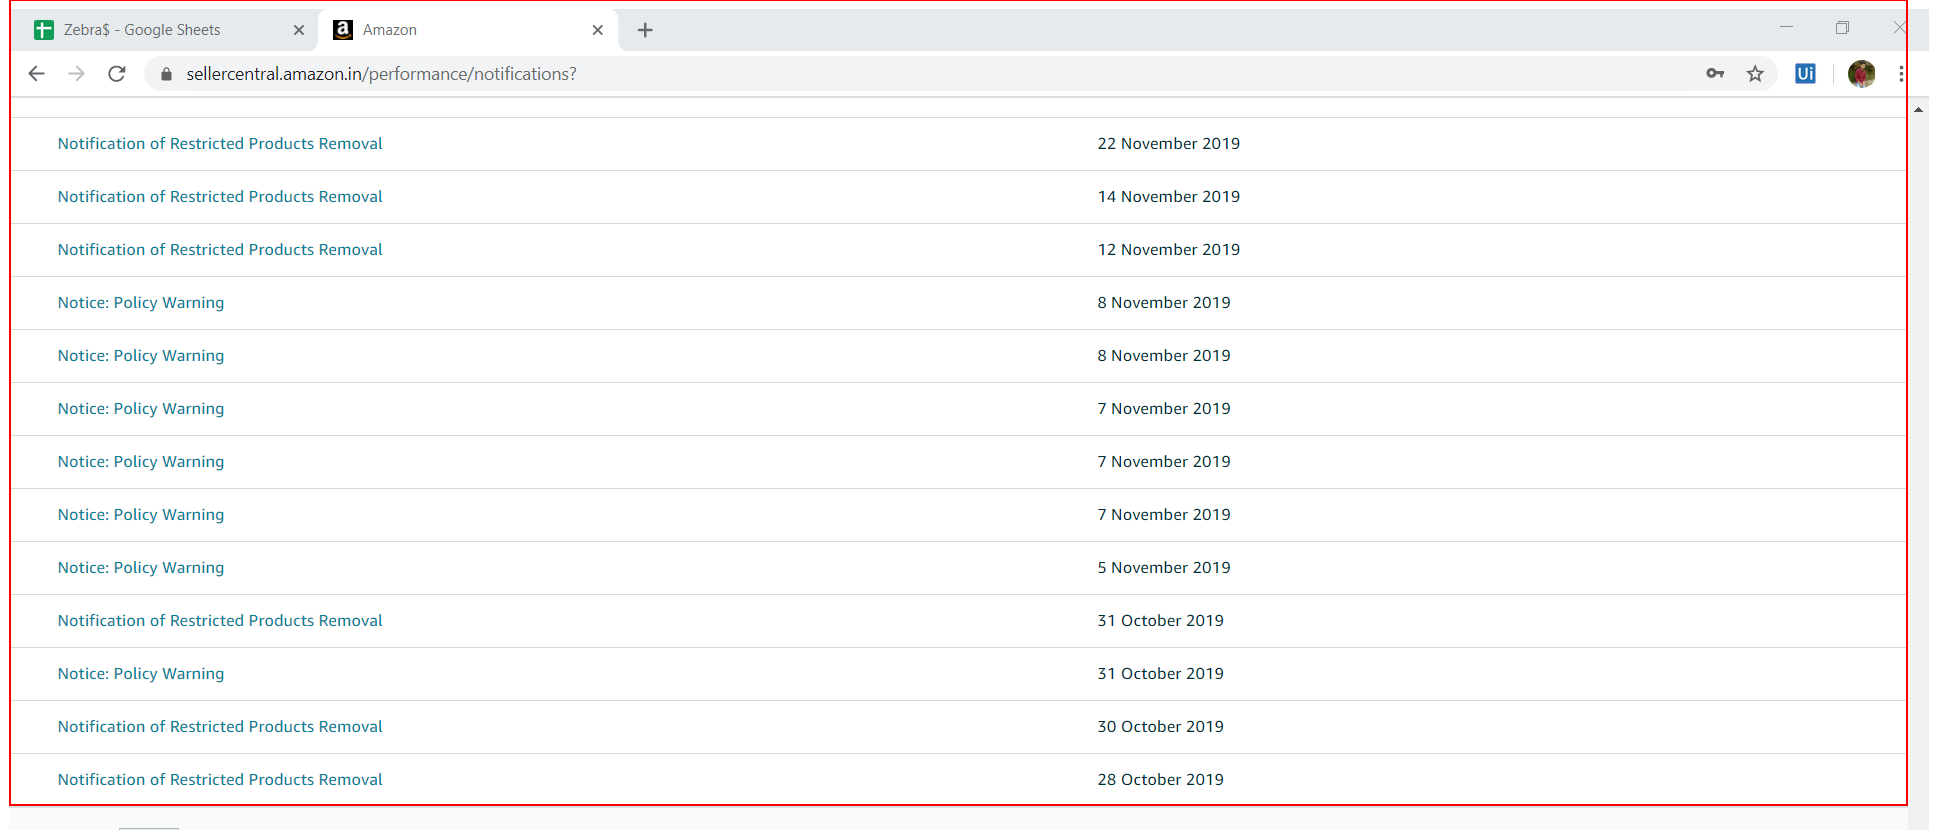 Zebra$ - Google Sheets
Amazon
sellercentral.amazon.in/performance/notifications?
Ui
Notification of Restricted Products Removal 22 November 2019
Notification of Restricted Products Removal 14 November 2019
Notification of Restricted Products Removal 12 November 2019
Notice: Policy Warning 8 November 2019
Notice: Policy Warning 8 November 2019
Notice: Policy Warning 7 November 2019
Notice: Policy Warning 7 November 2019
Notice: Policy Warning 7 November 2019
Notice: Policy Warning 5 November 2019
Notification of Restricted Products Removal 31 October 2019
Notice: Policy Warning 31 October 2019
Notification of Restricted Products Removal 30 October 2019
Notification of Restricted Products Removal 28 October 2019